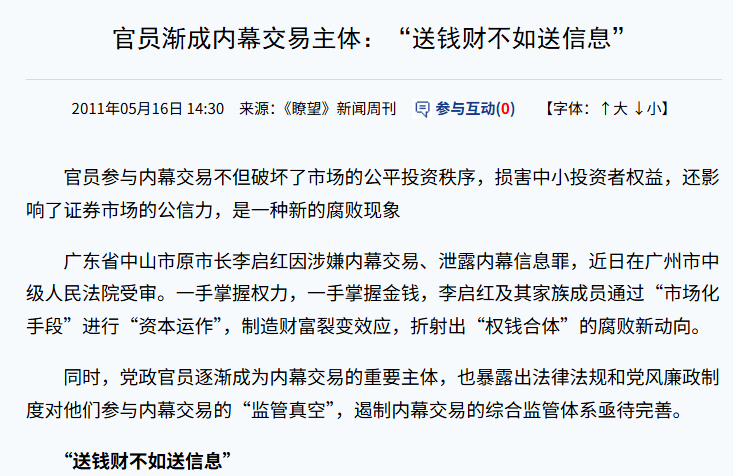 官员渐成内幕交易主体：“送钱财不如送信息”
2011年05月16日 14:30 来源：《瞭望》新闻周刊 参与互动(0) 【字体：↑大 ↓小】
官员参与内幕交易不但破坏了市场的公平投资秩序，损害中小投资者权益，还影
响了证券市场的公信力，是一种新的腐败现象
广东省中山市原市长李启红因涉嫌内幕交易、泄露内幕信息罪，近日在广州市中
级人民法院受审。一手掌握权力，一手掌握金钱，李启红及其家族成员通过“市场化
手段”进行“资本运作”，制造财富裂变效应，折射出“权钱合体”的腐败新动向。
同时，党政官员逐渐成为内幕交易的重要主体，也暴露出法律法规和党风廉政制
度对他们参与内幕交易的“监管真空”，遏制内幕交易的综合监管体系亟待完善。
“送钱财不如送信息”